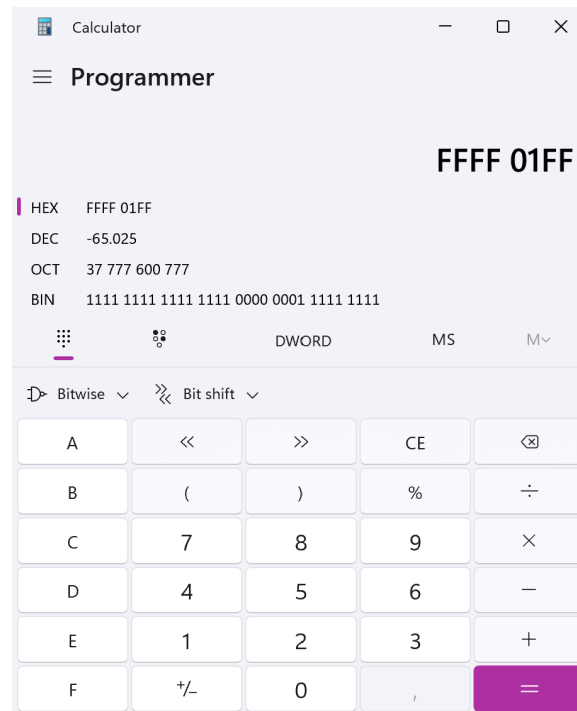 Calculator
Programmer
FFFF 01FF
HEX FFFF 01FF
DEC -65.025
OCT 37 777 600 777
BIN 1111 1111 1111 1111 0000 0001 1111 1111
DWORD MS M
Bitwise Bit shift
A << >> CE
B ( ) % ÷
C 7 8 9 ×
D 4 5 6 −
E 1 2 3 +
F +/− 0 , =